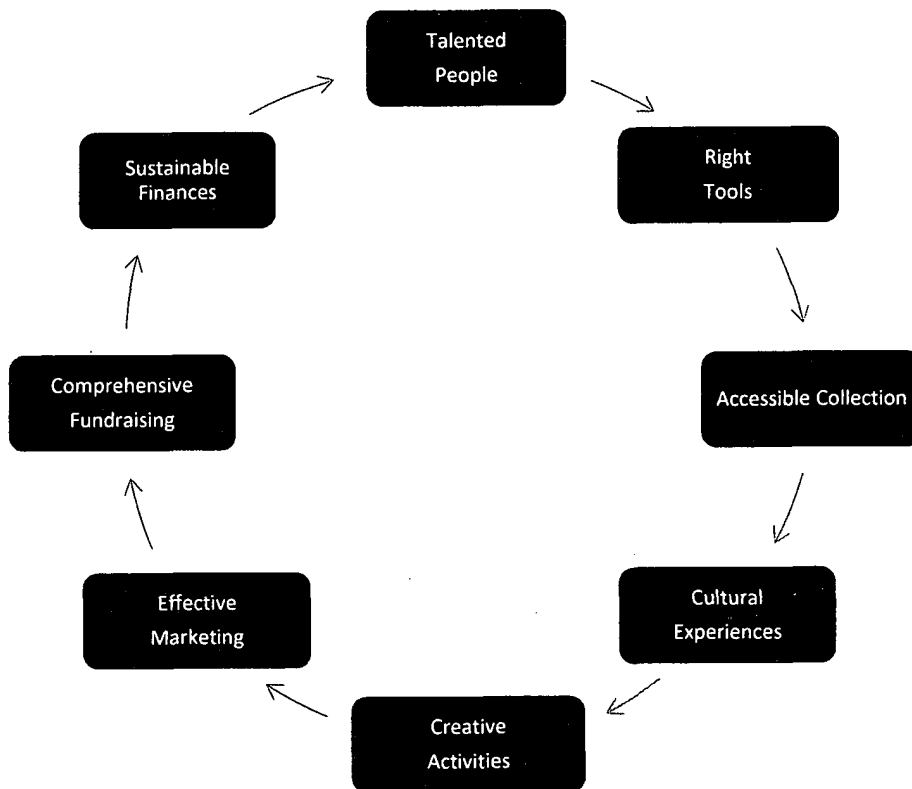 Talented
People
Right
Tools
Accessible Collection
Cultural
Experiences
Creative
Activities
Effective
Marketing
Comprehensive
Fundraising
Sustainable
Finances